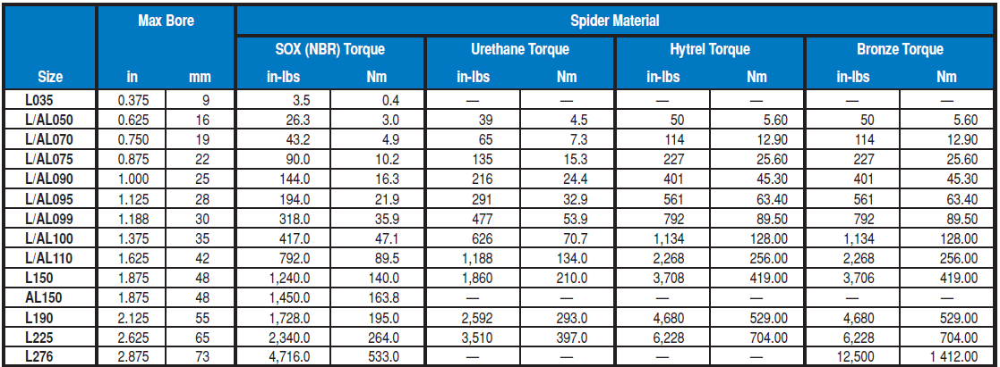 Max Bore Spider Material
SOX (NBR) Torque Urethane Torque Hytrel Torque Bronze Torque
Size in mm in-lbs Nm in-lbs Nm in-lbs Nm in-lbs Nm
L035 0.375 9 3.5 0.4 — — — — — —
L/AL050 0.625 16 26.3 3.0 39 4.5 50 5.60 50 5.60
L/AL070 0.750 19 43.2 4.9 65 7.3 114 12.90 114 12.90
L/AL075 0.875 22 90.0 10.2 135 15.3 227 25.60 227 25.60
L/AL090 1.000 25 144.0 16.3 216 24.4 401 45.30 401 45.30
L/AL095 1.125 28 194.0 21.9 291 32.9 561 63.40 561 63.40
L/AL099 1.188 30 318.0 35.9 477 53.9 792 89.50 792 89.50
L/AL100 1.375 35 417.0 47.1 626 70.7 1,134 128.00 1,134 128.00
L/AL110 1.625 42 792.0 89.5 1,188 134.0 2,268 256.00 2,268 256.00
L150 1.875 48 1,240.0 140.0 1,860 210.0 3,708 419.00 3,706 419.00
AL150 1.875 48 1,450.0 163.8 — — — — — —
L190 2.125 55 1,728.0 195.0 2,592 293.0 4,680 529.00 4,680 529.00
L225 2.625 65 2,340.0 264.0 3,510 397.0 6,228 704.00 6,228 704.00
L276 2.875 73 4,716.0 533.0 — — — — 12,500 1 412.00